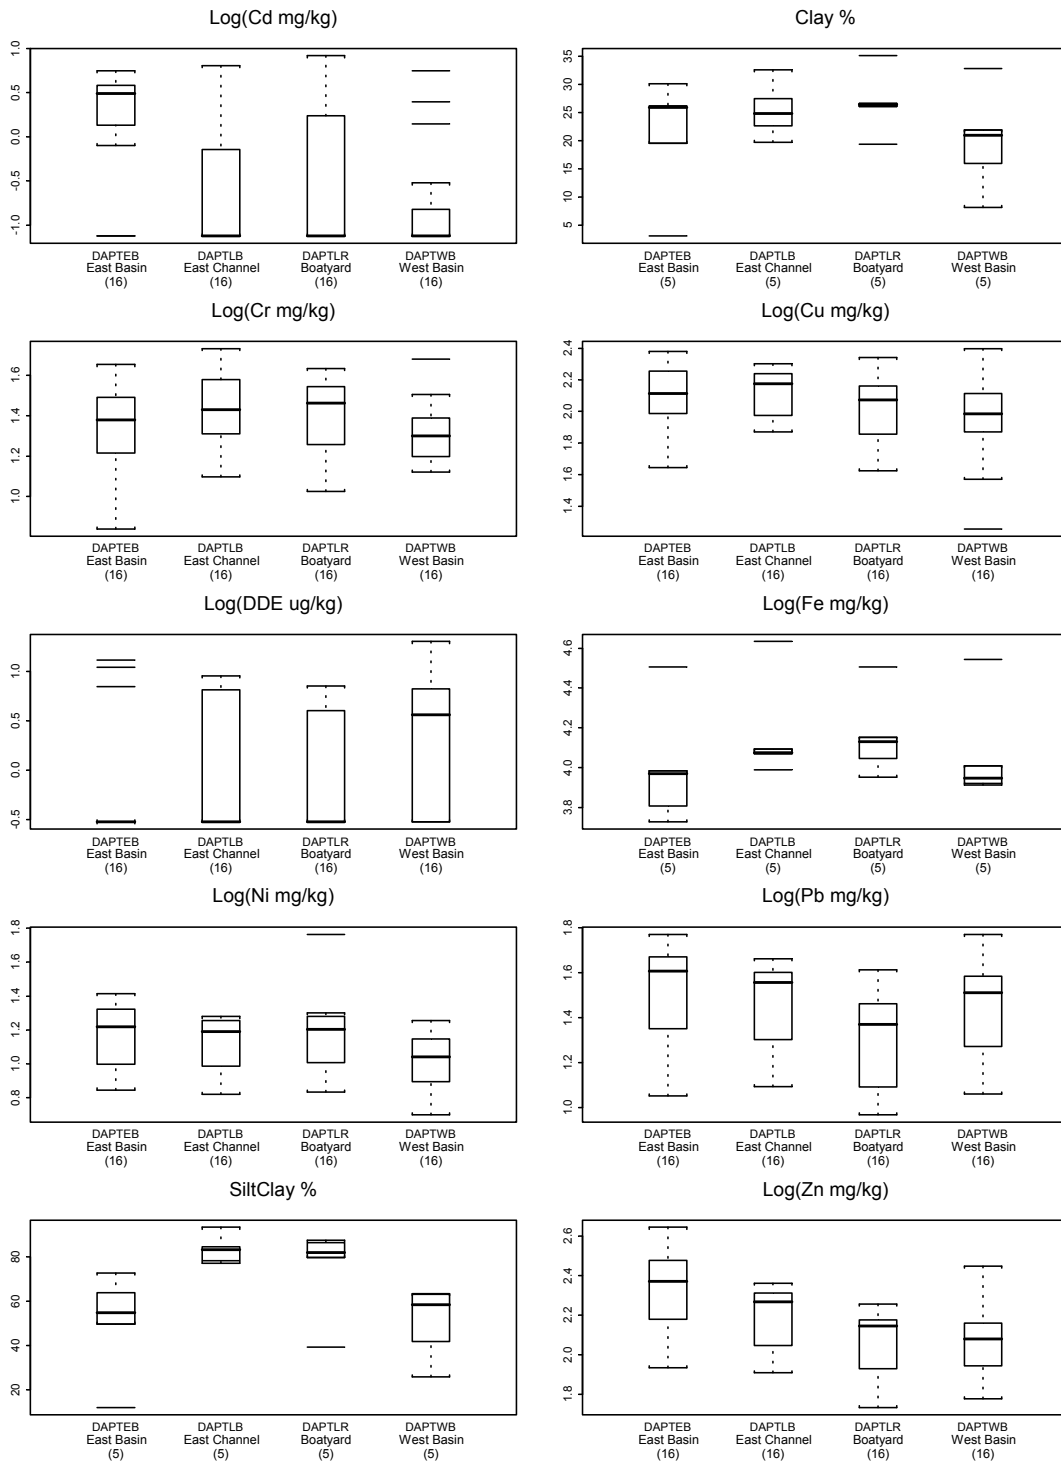 Log(Cd mg/kg)
1.0
0.5
0.0
-0.5
-1.0
DAPTEB DAPTLB DAPTLR DAPTWB
East Basin East Channel Boatyard West Basin
(16) (16) (16) (16)
Clay %
35
30
25
20
15
10
5
DAPTEB DAPTLB DAPTLR DAPTWB
East Basin East Channel Boatyard West Basin
(5) (5) (5) (5)
Log(Cr mg/kg)
1.6
1.4
1.2
1.0
DAPTEB DAPTLB DAPTLR DAPTWB
East Basin East Channel Boatyard West Basin
(16) (16) (16) (16)
Log(Cu mg/kg)
2.4
2.2
2.0
1.8
1.6
1.4
DAPTEB DAPTLB DAPTLR DAPTWB
East Basin East Channel Boatyard West Basin
(16) (16) (16) (16)
Log(DDE ug/kg)
1.0
0.5
0.0
-0.5
DAPTEB DAPTLB DAPTLR DAPTWB
East Basin East Channel Boatyard West Basin
(16) (16) (16) (16)
Log(Fe mg/kg)
4.6
4.4
4.2
4.0
3.8
DAPTEB DAPTLB DAPTLR DAPTWB
East Basin East Channel Boatyard West Basin
(5) (5) (5) (5)
Log(Ni mg/kg)
1.8
1.6
1.4
1.2
1.0
0.8
DAPTEB DAPTLB DAPTLR DAPTWB
East Basin East Channel Boatyard West Basin
(16) (16) (16) (16)
Log(Pb mg/kg)
1.8
1.6
1.4
1.2
1.0
DAPTEB DAPTLB DAPTLR DAPTWB
East Basin East Channel Boatyard West Basin
(16) (16) (16) (16)
SiltClay %
80
60
40
20
DAPTEB DAPTLB DAPTLR DAPTWB
East Basin East Channel Boatyard West Basin
(5) (5) (5) (5)
Log(Zn mg/kg)
2.6
2.4
2.2
2.0
1.8
DAPTEB DAPTLB DAPTLR DAPTWB
East Basin East Channel Boatyard West Basin
(16) (16) (16) (16)